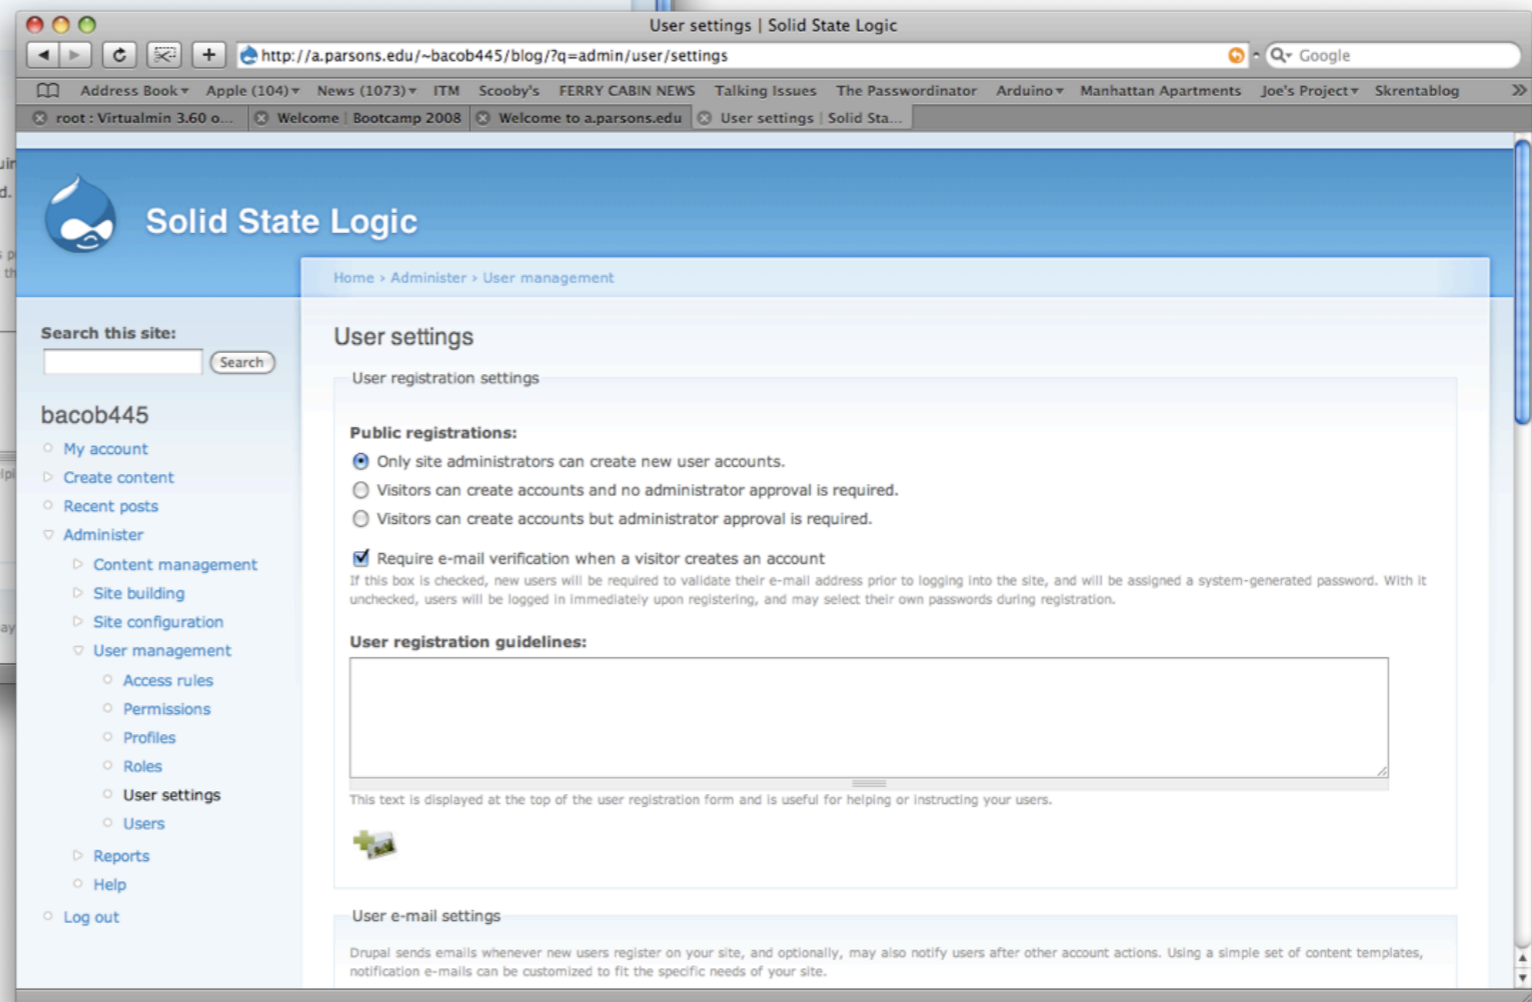 User settings | Solid State Logic
http://a.parsons.edu/~bacob445/blog/?q=admin/user/settings
Google
Address Book Apple (104) News (1073) ITM Scooby's FERRY CABIN NEWS Talking Issues The Passwordinator Arduino Manhattan Apartments Joe's Project Skrentablog
root : Virtualmin 3.60 o... Welcome | Bootcamp 2008 Welcome to a.parsons.edu User settings | Solid Sta...
Solid State Logic
Home › Administer › User management
Search this site:
Search
bacob445
My account
Create content
Recent posts
Administer
Content management
Site building
Site configuration
User management
Access rules
Permissions
Profiles
Roles
User settings
Users
Reports
Help
Log out
User settings
User registration settings
Public registrations:
Only site administrators can create new user accounts.
Visitors can create accounts and no administrator approval is required.
Visitors can create accounts but administrator approval is required.
Require e-mail verification when a visitor creates an account
If this box is checked, new users will be required to validate their e-mail address prior to logging into the site, and will be assigned a system-generated password. With it
unchecked, users will be logged in immediately upon registering, and may select their own passwords during registration.
User registration guidelines:
This text is displayed at the top of the user registration form and is useful for helping or instructing your users.
User e-mail settings
Drupal sends emails whenever new users register on your site, and optionally, may also notify users after other account actions. Using a simple set of content templates,
notification e-mails can be customized to fit the specific needs of your site.